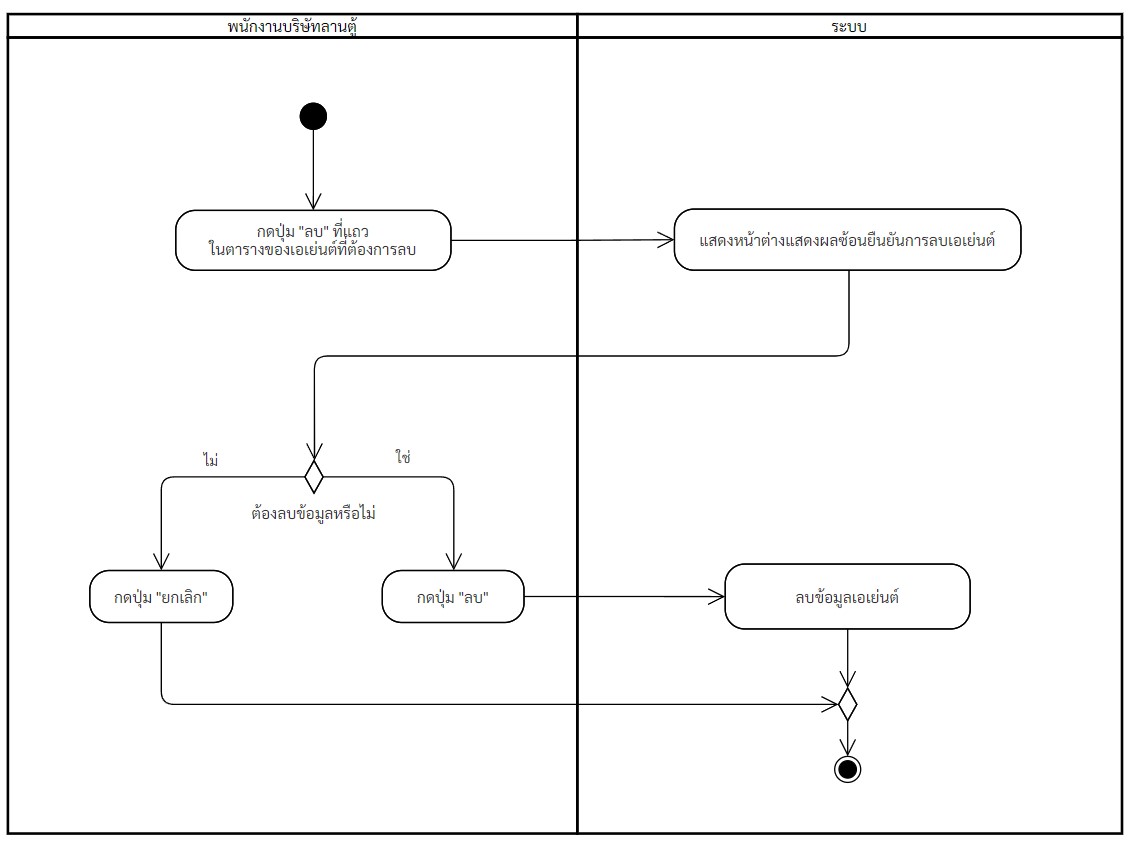 พนักงานบริษัทลานตู้
ระบบ
กดปุ่ม "ลบ" ที่แถว
ในตารางของเอเย่นต์ที่ต้องการลบ
แสดงหน้าต่างแสดงผลซ้อนยืนยันการลบเอเย่นต์
ไม่
ใช่
ต้องลบข้อมูลหรือไม่
กดปุ่ม "ยกเลิก"
กดปุ่ม "ลบ"
ลบข้อมูลเอเย่นต์